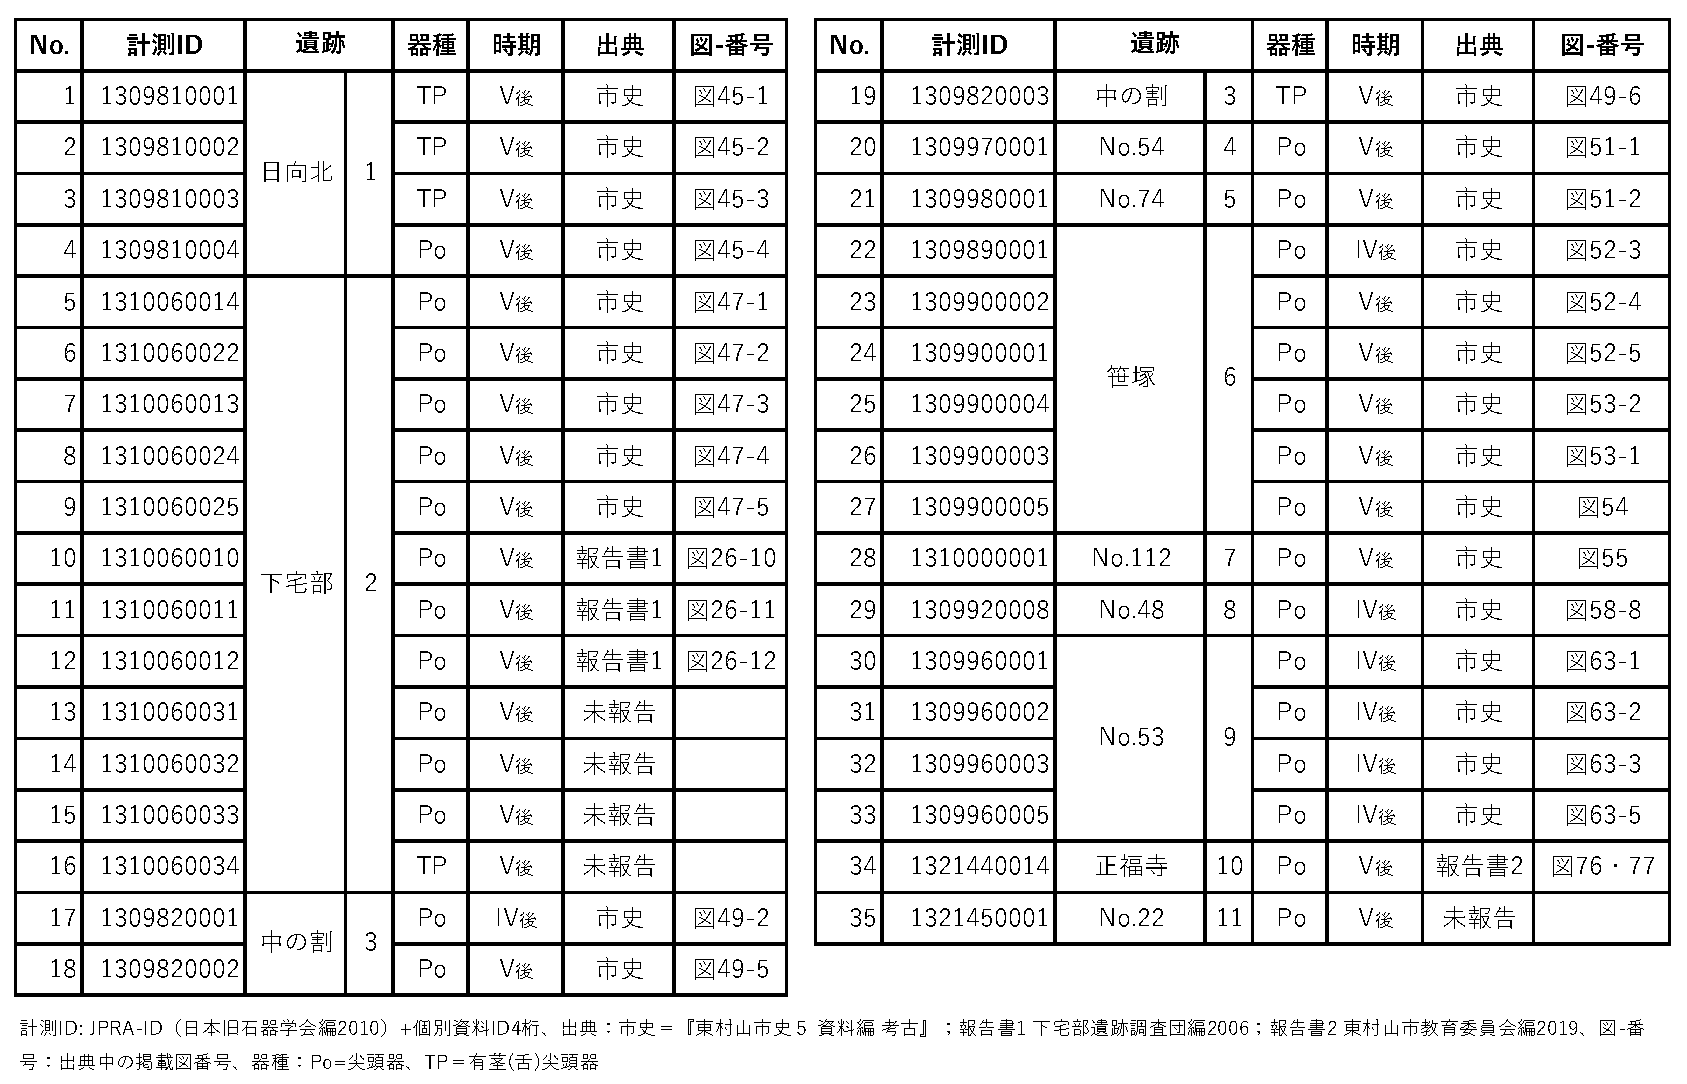 No. 計測ID 遺跡 器種 時期 出典 図-番号
1 1309810001 日向北 1 TP V後 市史 図45-1
2 1309810002 TP V後 市史 図45-2
3 1309810003 TP V後 市史 図45-3
4 1309810004 Po V後 市史 図45-4
5 1310060014 下宅部 2 Po V後 市史 図47-1
6 1310060022 Po V後 市史 図47-2
7 1310060013 Po V後 市史 図47-3
8 1310060024 Po V後 市史 図47-4
9 1310060025 Po V後 市史 図47-5
10 1310060010 Po V後 報告書1 図26-10
11 1310060011 Po V後 報告書1 図26-11
12 1310060012 Po V後 報告書1 図26-12
13 1310060031 Po V後 未報告
14 1310060032 Po V後 未報告
15 1310060033 Po V後 未報告
16 1310060034 TP V後 未報告
17 1309820001 中の割 3 Po IV後 市史 図49-2
18 1309820002 Po V後 市史 図49-5
No. 計測ID 遺跡 器種 時期 出典 図-番号
19 1309820003 中の割 3 TP V後 市史 図49-6
20 1309970001 No.54 4 Po V後 市史 図51-1
21 1309980001 No.74 5 Po V後 市史 図51-2
22 1309890001 笹塚 6 Po IV後 市史 図52-3
23 1309900002 Po V後 市史 図52-4
24 1309900001 Po V後 市史 図52-5
25 1309900004 Po V後 市史 図53-2
26 1309900003 Po V後 市史 図53-1
27 1309900005 Po V後 市史 図54
28 1310000001 No.112 7 Po V後 市史 図55
29 1309920008 No.48 8 Po IV後 市史 図58-8
30 1309960001 No.53 9 Po IV後 市史 図63-1
31 1309960002 Po IV後 市史 図63-2
32 1309960003 Po IV後 市史 図63-3
33 1309960005 Po IV後 市史 図63-5
34 1321440014 正福寺 10 Po V後 報告書2 図76・77
35 1321450001 No.22 11 Po V後 未報告
計測ID: JPRA-ID（日本旧石器学会編2010）+個別資料ID4桁、出典：市史＝『東村山市史５ 資料編 考古』；報告書1 下宅部遺跡調査団編2006；報告書2 東村山市教育委員会編2019、図-番
号：出典中の掲載図番号、器種：Po=尖頭器、TP＝有茎(舌)尖頭器